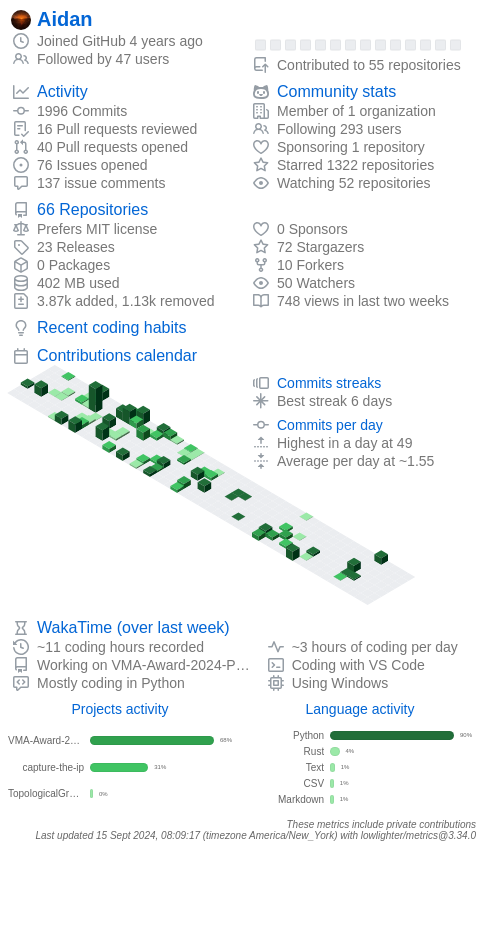 Aidan
Joined GitHub 4 years ago
Followed by 47 users
Contributed to 55 repositories
Activity
1996 Commits
16 Pull requests reviewed
40 Pull requests opened
76 Issues opened
137 issue comments
Community stats
Member of 1 organization
Following 293 users
Sponsoring 1 repository
Starred 1322 repositories
Watching 52 repositories
66 Repositories
Prefers MIT license
23 Releases
0 Packages
402 MB used
3.87k added, 1.13k removed
0 Sponsors
72 Stargazers
10 Forkers
50 Watchers
748 views in last two weeks
Recent coding habits
Contributions calendar
Commits streaks
Best streak 6 days
Commits per day
Highest in a day at 49
Average per day at ~1.55
WakaTime (over last week)
~11 coding hours recorded
Working on VMA-Award-2024-P…
Mostly coding in Python
~3 hours of coding per day
Coding with VS Code
Using Windows
Projects activity
VMA-Award-2… 68%
capture-the-ip 31%
TopologicalGr… 0%
Language activity
Python 90%
Rust 4%
Text 1%
CSV 1%
Markdown 1%
These metrics include private contributions
Last updated 15 Sept 2024, 08:09:17 (timezone America/New_York) with lowlighter/metrics@3.34.0